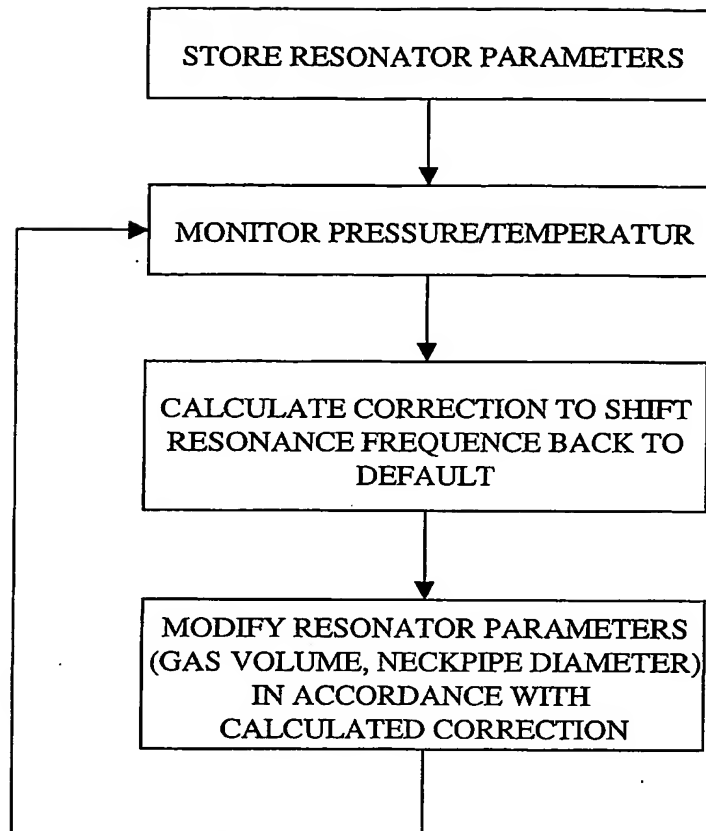 STORE RESONATOR PARAMETERS
MONITOR PRESSURE/TEMPERATUR
CALCULATE CORRECTION TO SHIFT
RESONANCE FREQUENCE BACK TO
DEFAULT
MODIFY RESONATOR PARAMETERS
(GAS VOLUME, NECKPIPE DIAMETER)
IN ACCORDANCE WITH
CALCULATED CORRECTION